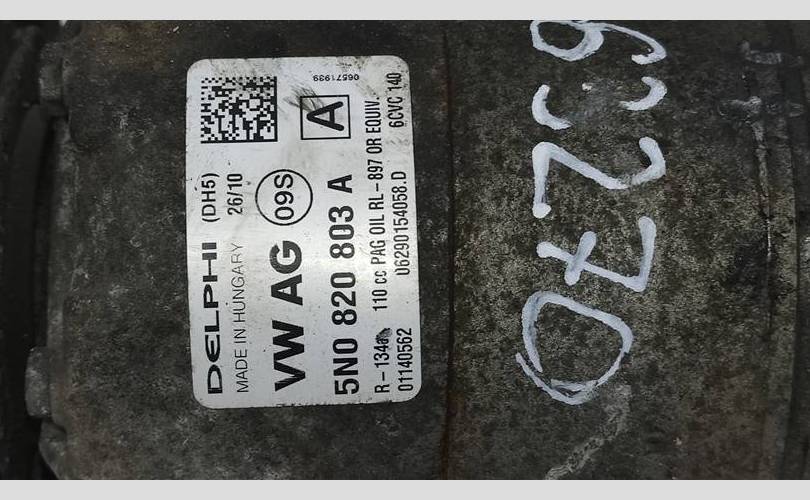 DELPHI (DH5)
MADE IN HUNGARY 26/10
VW AG 09S A
06571939
5N0 820 803 A
R-134a 110 cc PAG OIL RL-897 OR EQUIV.
01140562 06290154058.D 6CVC 140